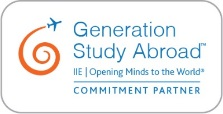 Generation
Study Abroad™
IIE | Opening Minds to the World®
COMMITMENT PARTNER